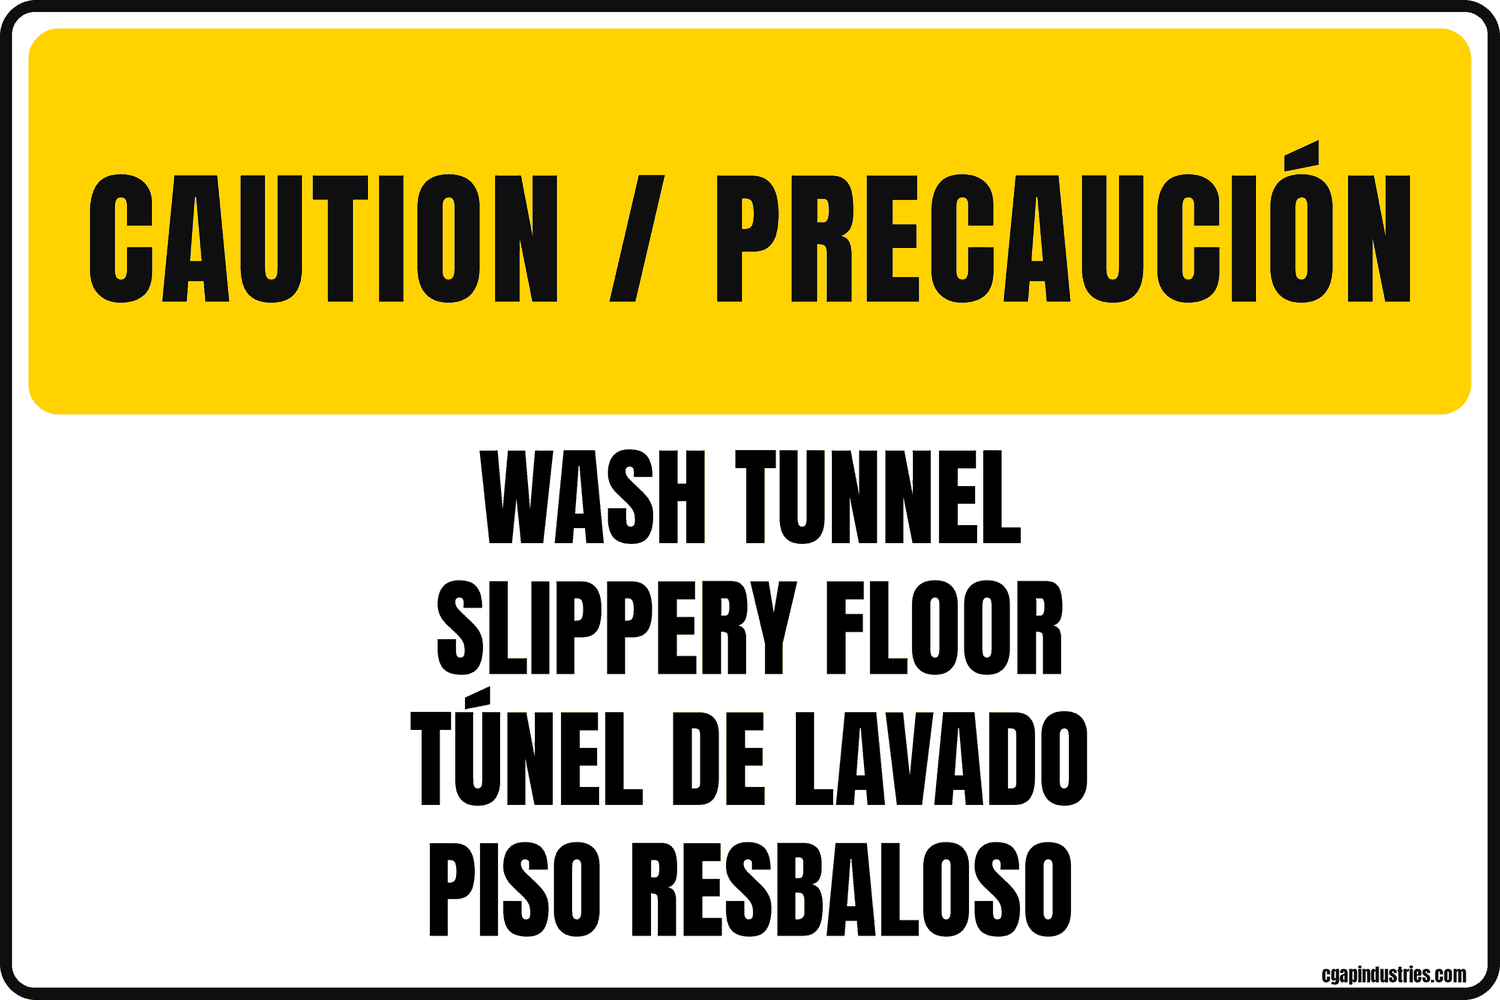 CAUTION / PRECAUCIÓN
WASH TUNNEL
SLIPPERY FLOOR
TÚNEL DE LAVADO
PISO RESBALOSO
cgapindustries.com